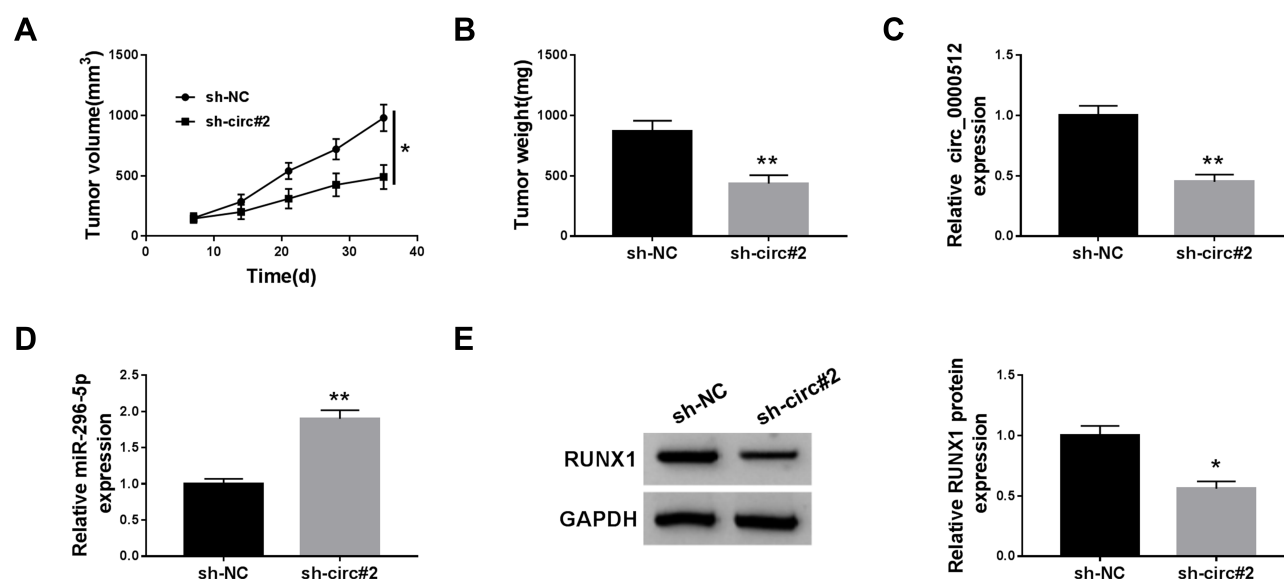 A
Tumor volume(mm³)
1500
1000
500
0
sh-NC
sh-circ#2
*
0 10 20 30 40
Time(d)
B
Tumor weight(mg)
1500
1000
500
0
**
sh-NC sh-circ#2
C
Relative circ_0000512
expression
1.5
1.0
0.5
0.0
**
sh-NC sh-circ#2
D
Relative miR-296-5p
expression
2.5
2.0
1.5
1.0
0.5
0.0
**
sh-NC sh-circ#2
E
sh-NC sh-circ#2
RUNX1
GAPDH
Relative RUNX1 protein
expression
1.5
1.0
0.5
0.0
*
sh-NC sh-circ#2